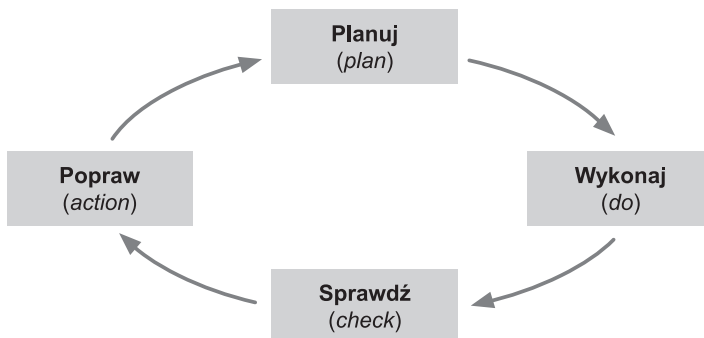 Planuj
(plan)
Popraw
(action)
Wykonaj
(do)
Sprawdź
(check)